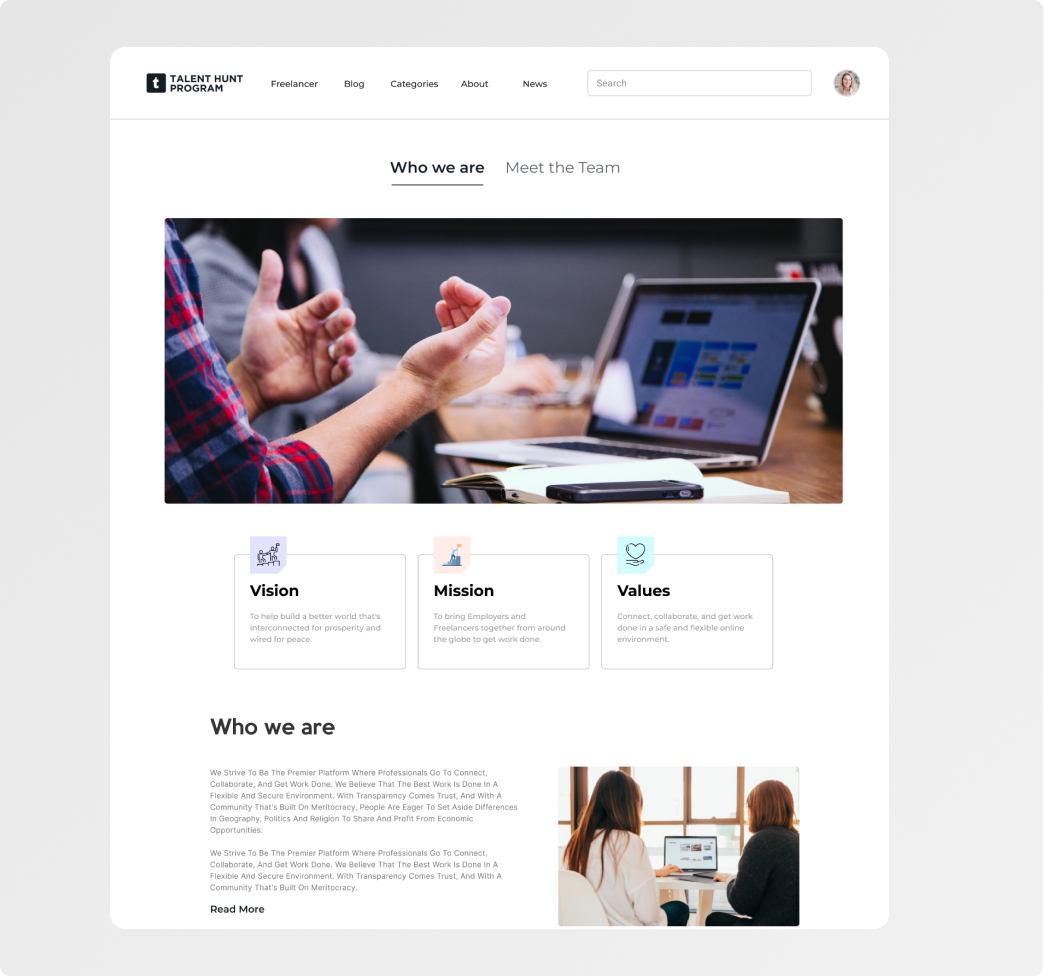 t TALENT HUNT
PROGRAM
Freelancer Blog Categories About News Search
Who we are Meet the Team
Vision
To help build a better world that's
interconnected for prosperity and
wired for peace.
Mission
To bring Employers and
Freelancers together from around
the globe to get work done.
Values
Connect, collaborate, and get work
done in a safe and flexible online
environment.
Who we are
We Strive To Be The Premier Platform Where Professionals Go To Connect,
Collaborate, And Get Work Done. We Believe That The Best Work Is Done In A
Flexible And Secure Environment. With Transparency Comes Trust, And With A
Community That's Built On Meritocracy, People Are Eager To Set Aside Differences
In Geography, Politics And Religion To Share And Profit From Economic
Opportunities.
We Strive To Be The Premier Platform Where Professionals Go To Connect,
Collaborate, And Get Work Done. We Believe That The Best Work Is Done In A
Flexible And Secure Environment. With Transparency Comes Trust, And With A
Community That's Built On Meritocracy.
Read More